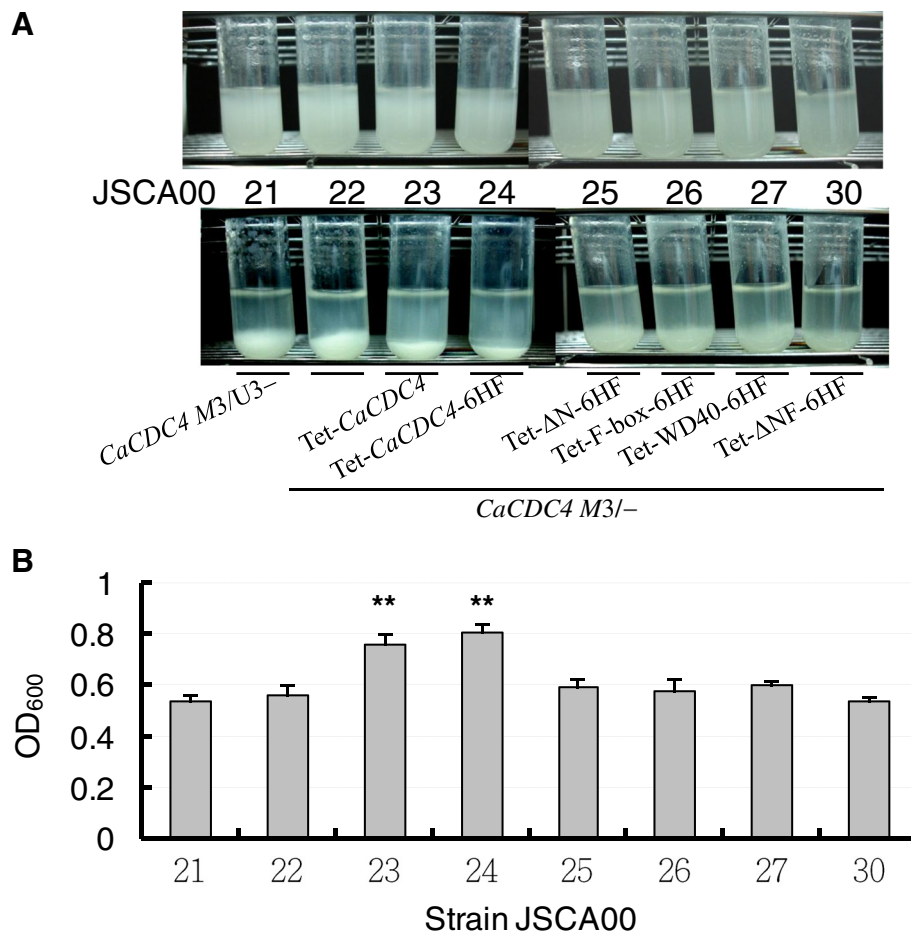 A
JSCA00 21 22 23 24 25 26 27 30
CaCDC4 M3/U3–
Tet-CaCDC4
Tet-CaCDC4-6HF
Tet-ΔN-6HF
Tet-F-box-6HF
Tet-WD40-6HF
Tet-ΔNF-6HF
CaCDC4 M3/–
B
OD600
1
0.8
0.6
0.4
0.2
0
** **
21 22 23 24 25 26 27 30
Strain JSCA00